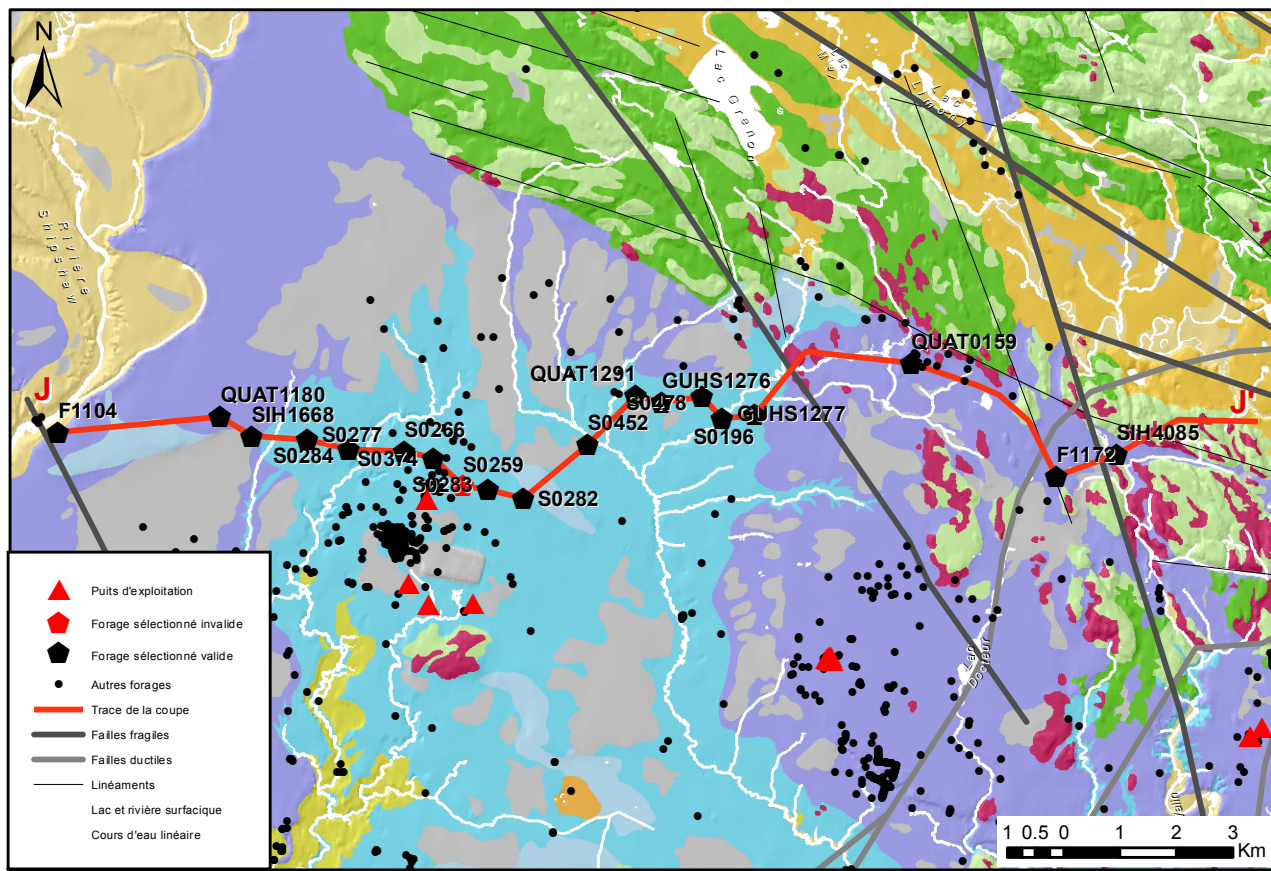 N
Lac Grenon
Lac
Limony
Rivière
Shipshaw
J
F1104
QUAT1180
SIH1668
S0284
S0277
S0374
S0266
S0283
S0259
S0282
S0452
QUAT1291
S0478
GUHS1276
S0196
GUHS1277
QUAT0159
F1172
SIH4085
J'
Lac
Docteur
Puits d'exploitation
Forage sélectionné invalide
Forage sélectionné valide
Autres forages
Trace de la coupe
Failles fragiles
Failles ductiles
Linéaments
Lac et rivière surfacique
Cours d'eau linéaire
1 0.5 0 1 2 3
Km